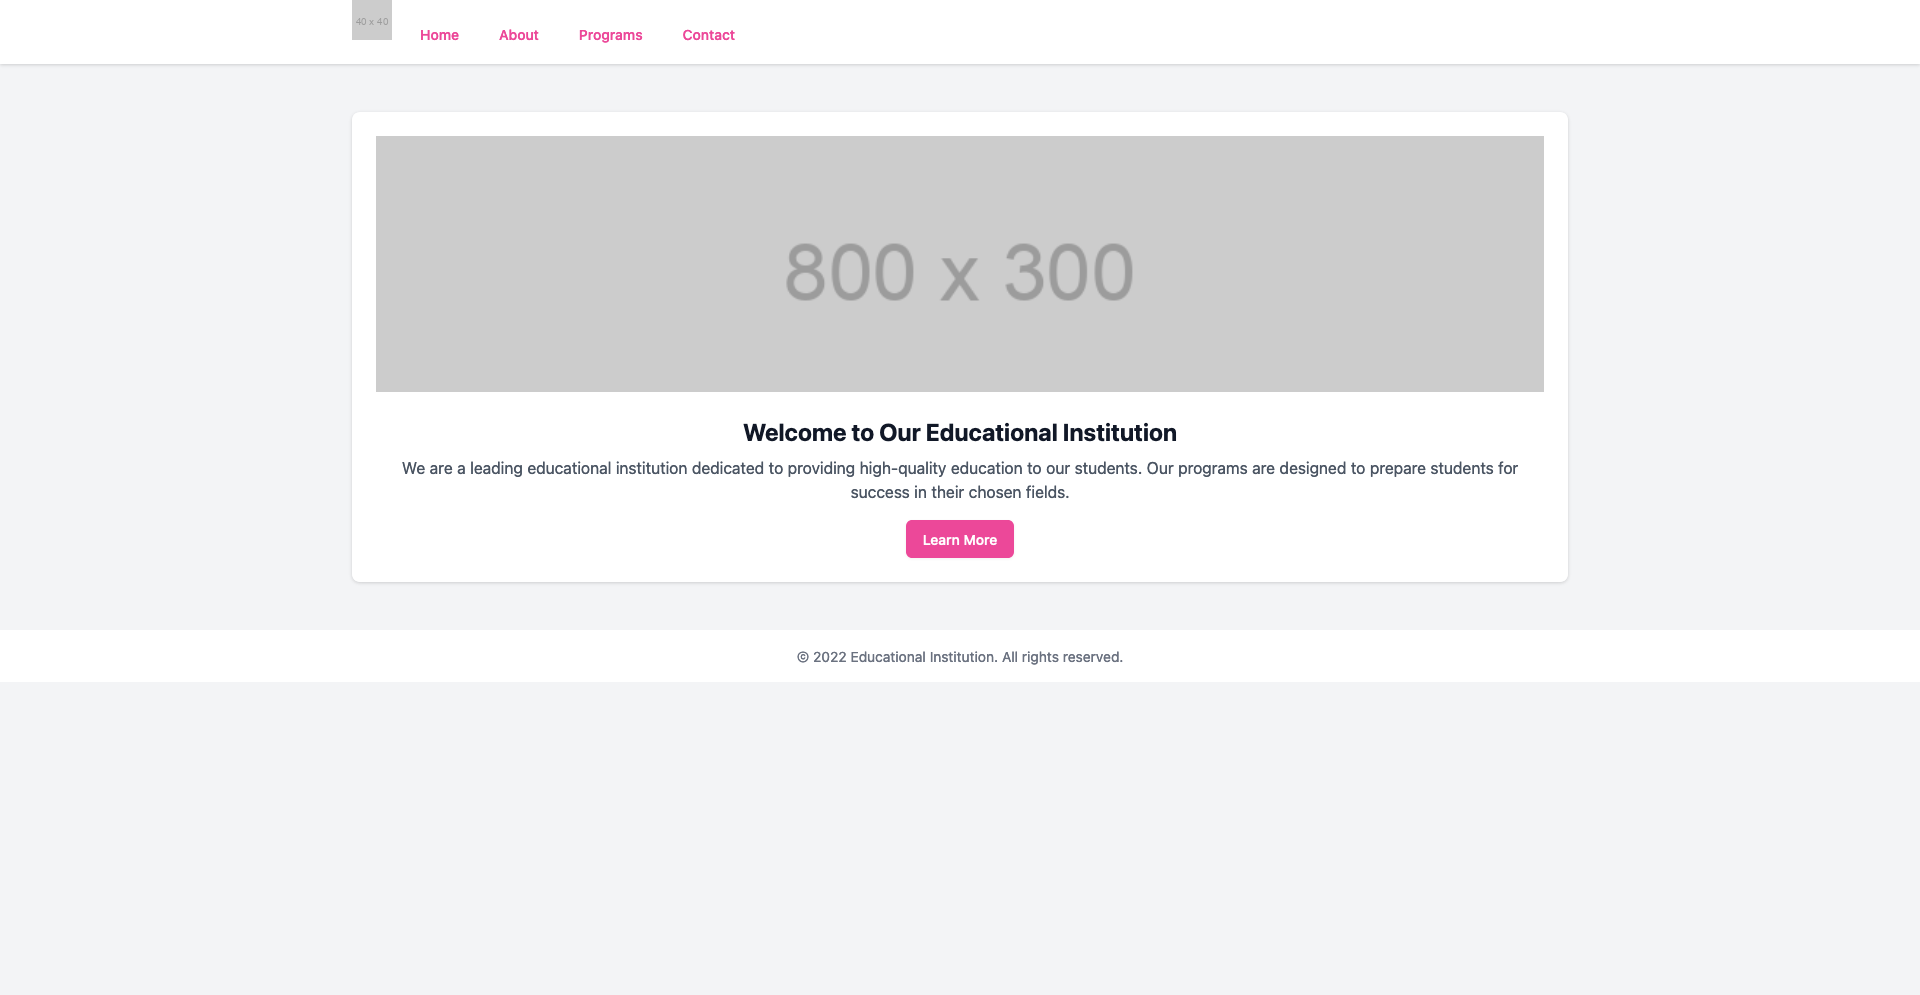 40 x 40
Home About Programs Contact
800 x 300
Welcome to Our Educational Institution
We are a leading educational institution dedicated to providing high-quality education to our students. Our programs are designed to prepare students for
success in their chosen fields.
Learn More
© 2022 Educational Institution. All rights reserved.